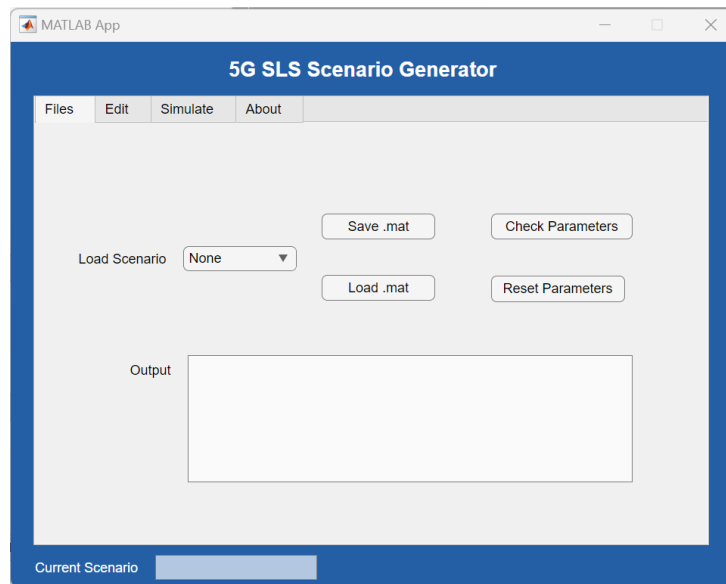 MATLAB App
5G SLS Scenario Generator
Files Edit Simulate About
Save .mat Check Parameters
Load Scenario None
Load .mat Reset Parameters
Output
Current Scenario